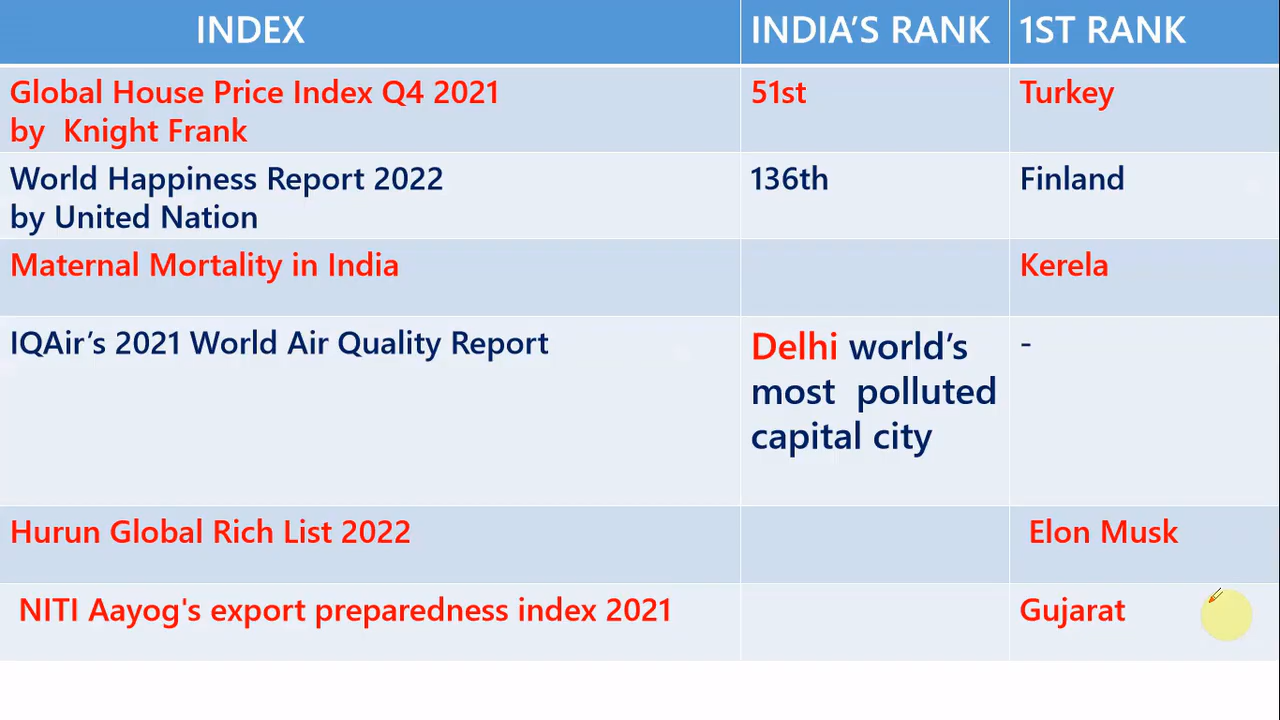 INDEX INDIA’S RANK 1ST RANK
Global House Price Index Q4 2021 51st Turkey
by Knight Frank
World Happiness Report 2022 136th Finland
by United Nation
Maternal Mortality in India Kerela
IQAir’s 2021 World Air Quality Report Delhi world’s -
most polluted
capital city
Hurun Global Rich List 2022 Elon Musk
NITI Aayog's export preparedness index 2021 Gujarat